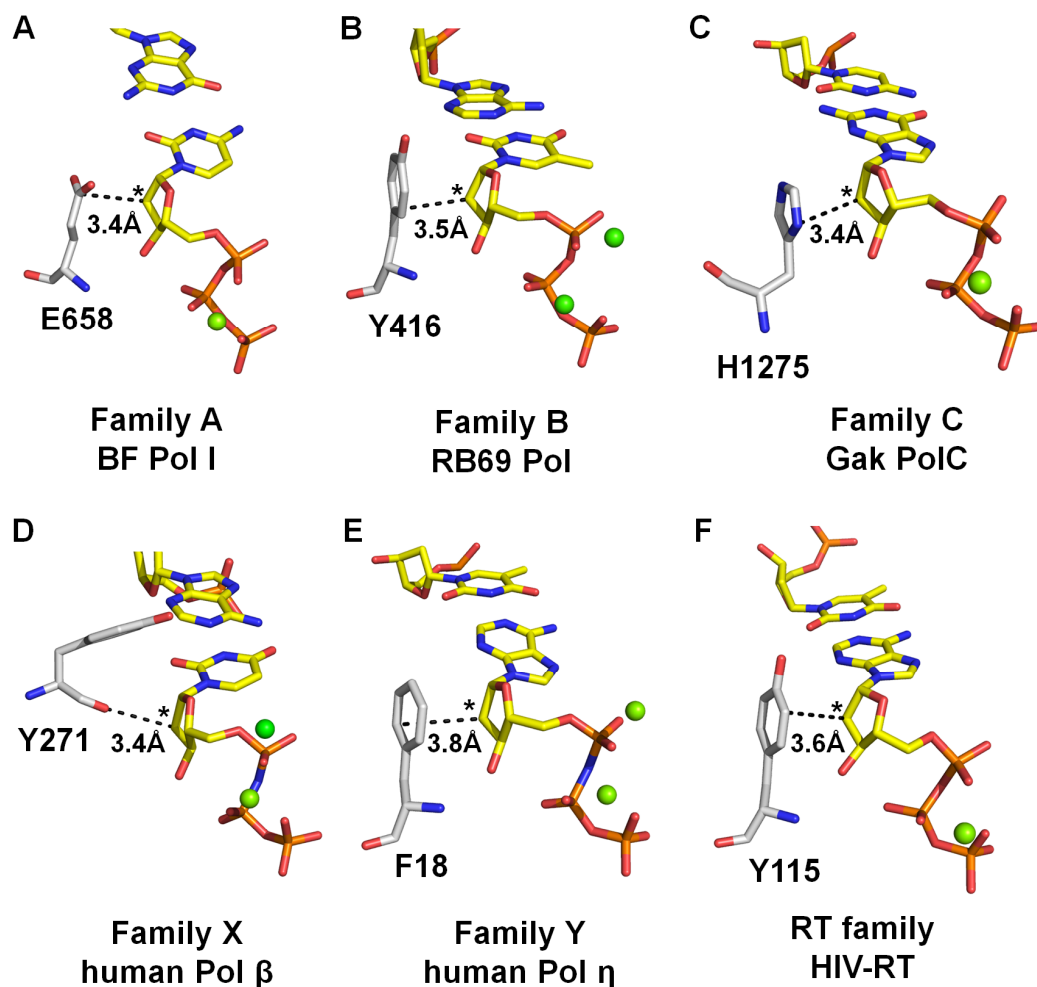 A
*
3.4Å
E658
Family A
BF Pol I
B
*
3.5Å
Y416
Family B
RB69 Pol
C
*
3.4Å
H1275
Family C
Gak PolC
D
*
Y271
3.4Å
Family X
human Pol β
E
*
3.8Å
F18
Family Y
human Pol η
F
*
3.6Å
Y115
RT family
HIV-RT